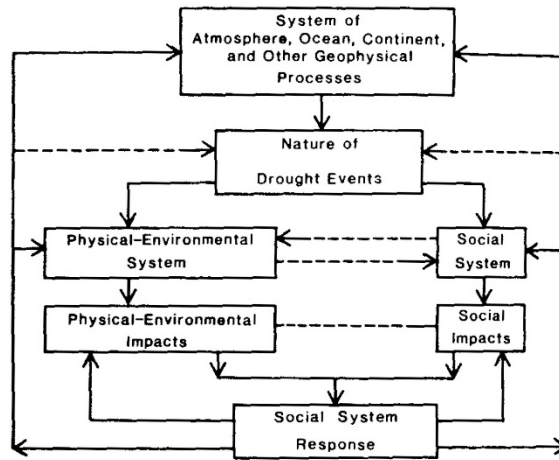 System of
Atmosphere, Ocean, Continent,
and Other Geophysical
Processes
Nature of
Drought Events
Physical-Environmental
System
Social
System
Physical-Environmental
Impacts
Social
Impacts
Social System
Response